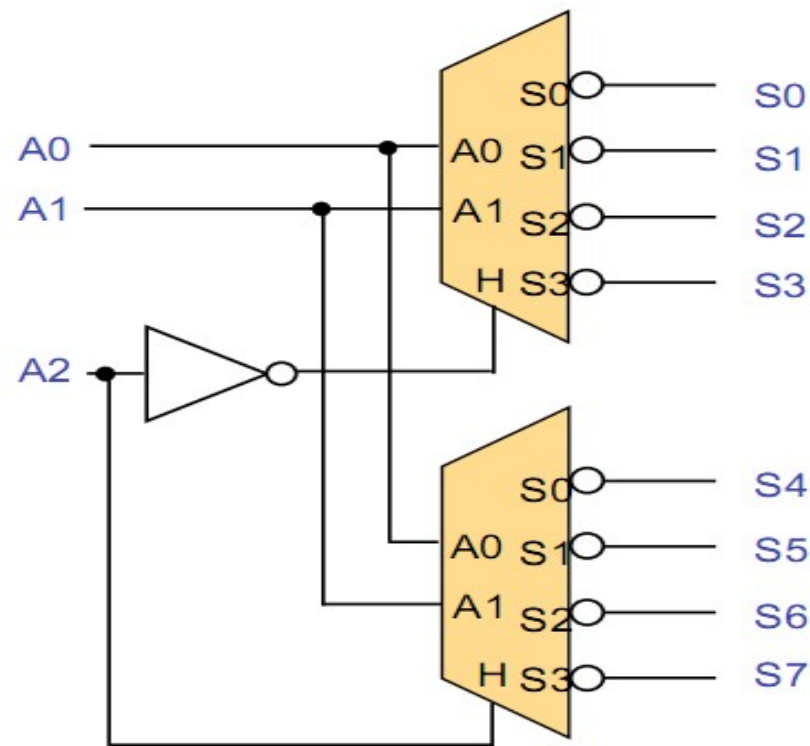 S0 S0
A0 A0 S1 S1
A1 A1 S2 S2
H S3 S3
A2
S0 S4
A0 S1 S5
A1 S2 S6
H S3 S7